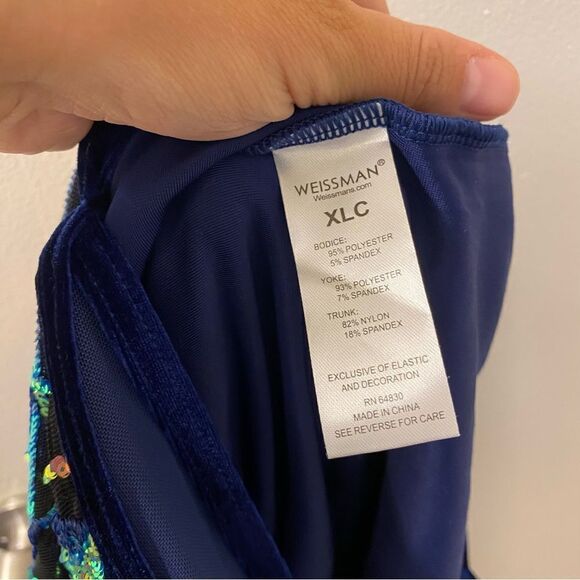 WEISSMAN®
Weissmans.com
XLC
BODICE:
95% POLYESTER
5% SPANDEX
YOKE:
93% POLYESTER
7% SPANDEX
TRUNK:
82% NYLON
18% SPANDEX
EXCLUSIVE OF ELASTIC
AND DECORATION
RN 64830
MADE IN CHINA
SEE REVERSE FOR CARE